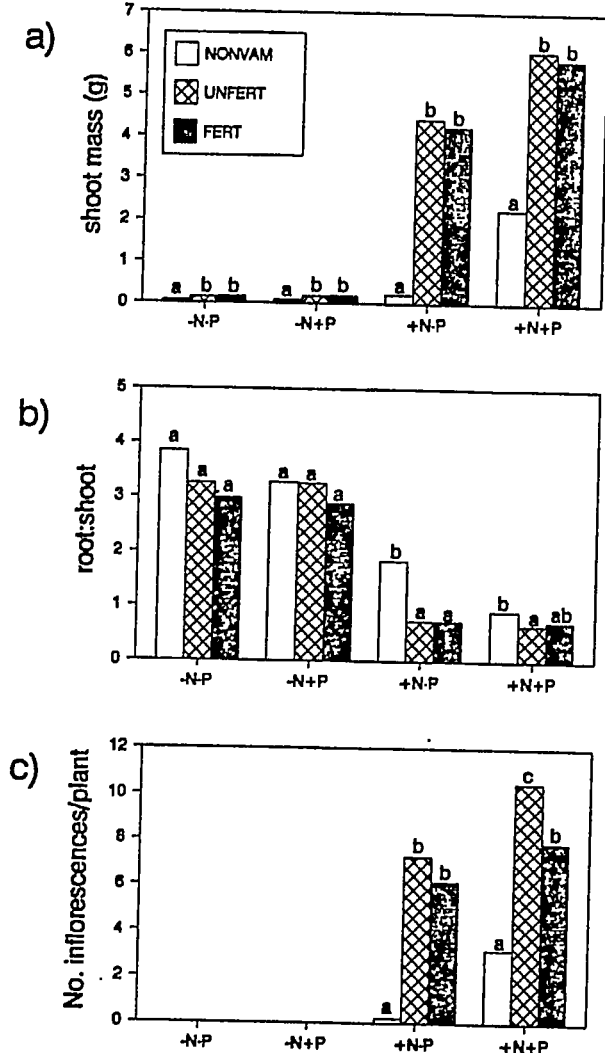 a)
shoot mass (g)
7
6
5
4
3
2
1
0
NONVAM
UNFERT
FERT
a b b
a b b
a b b
a b b
-N-P -N+P +N-P +N+P
b)
root:shoot
5
4
3
2
1
0
a a a
a a a
b a a
b a ab
-N-P -N+P +N-P +N+P
c)
No. inflorescences/plant
12
10
8
6
4
2
0
a b b
a c b
-N-P -N+P +N-P +N+P